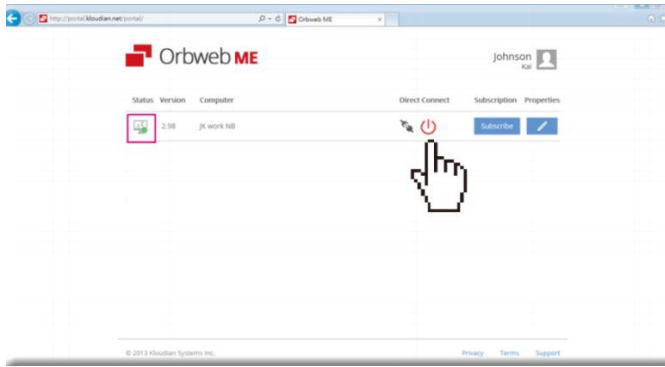 http://portal.kloudian.net/portal/
Orbweb ME
Orbweb ME
Johnson
Kai
Status Version Computer Direct Connect Subscription Properties
2.98 JK work NB Subscribe
© 2013 Kloudian Systems Inc. Privacy Terms Support